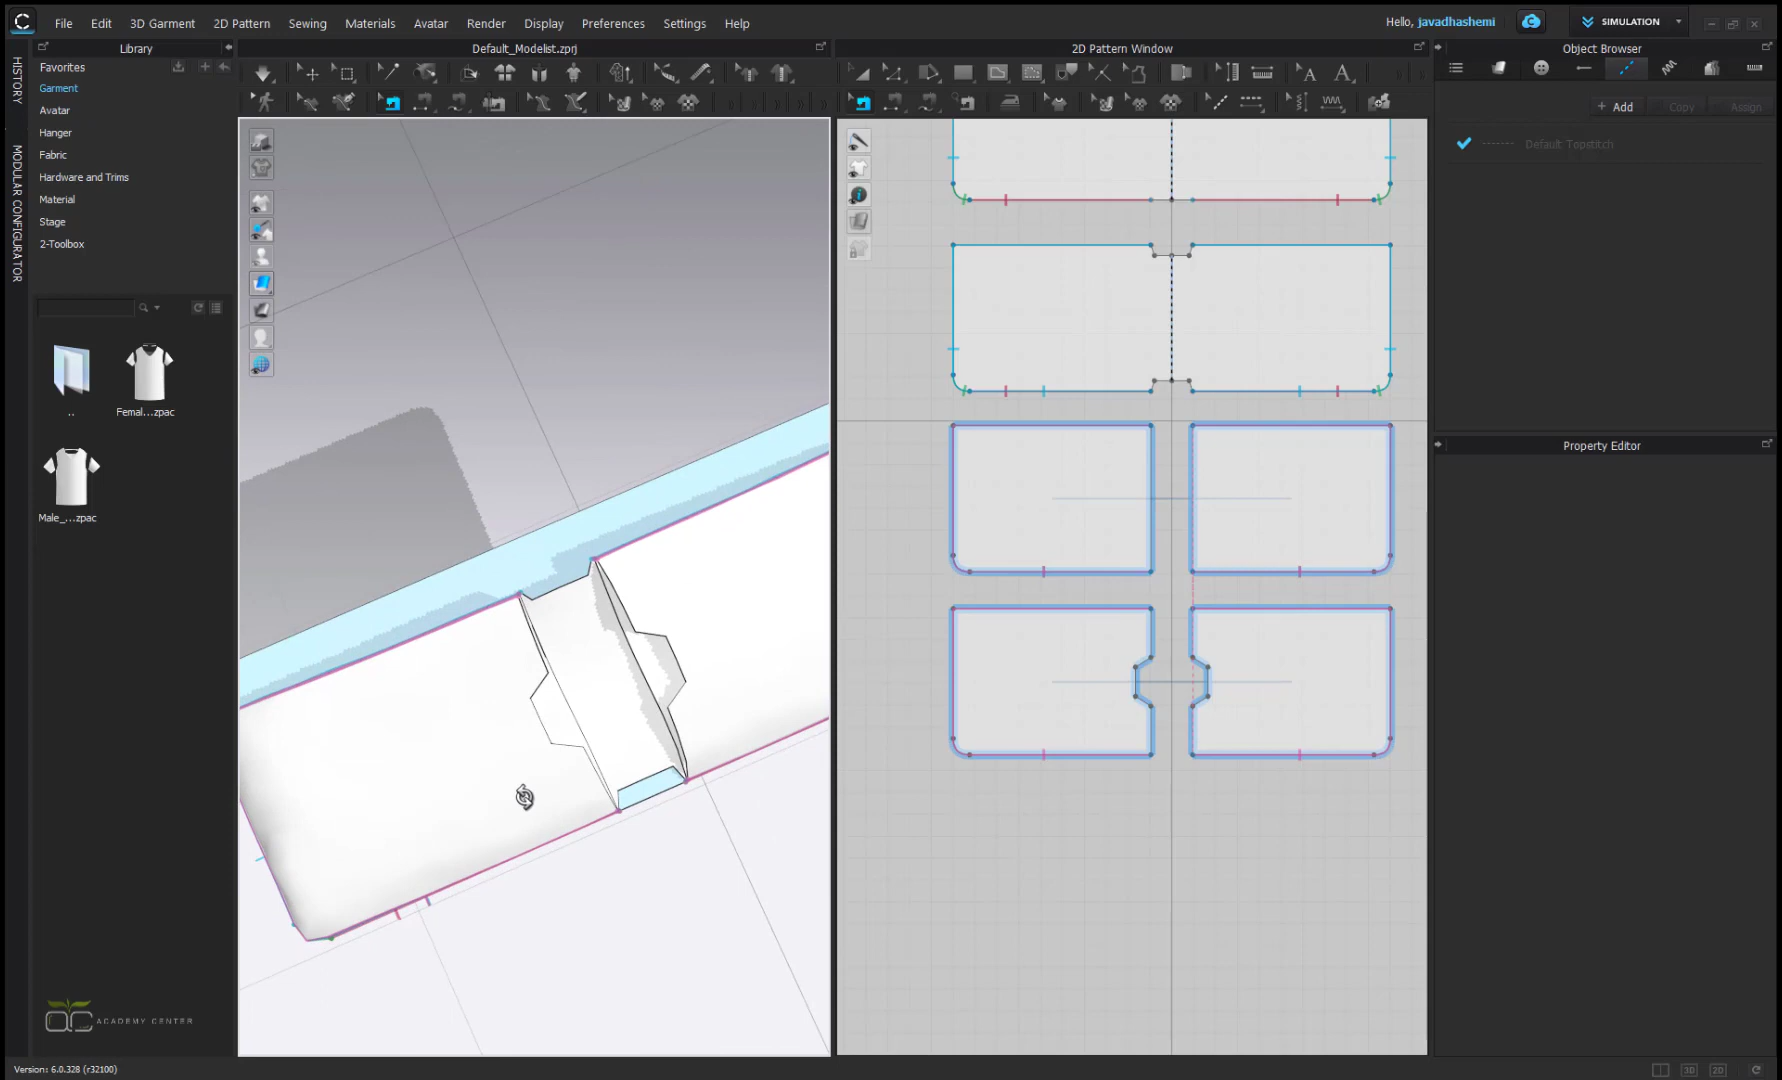 C File Edit 3D Garment 2D Pattern Sewing Materials Avatar Render Display Preferences Settings Help Hello, javadhashemi C SIMULATION
Library Default_Modelist.zprj 2D Pattern Window Object Browser
HISTORY
MODULAR CONFIGURATOR
Favorites
Garment
Avatar
Hanger
Fabric
Hardware and Trims
Material
Stage
2-Toolbox
..
Femal...zpac
Male_...zpac
+ Add Copy Assign
Default Topstitch
Property Editor
ac ACADEMY CENTER
Version: 6.0.328 (r32100) 3D 2D